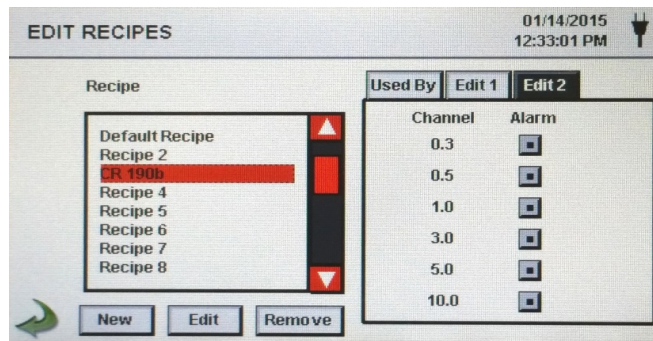 EDIT RECIPES
01/14/2015
12:33:01 PM
Recipe
Default Recipe
Recipe 2
CR 190b
Recipe 4
Recipe 5
Recipe 6
Recipe 7
Recipe 8
New Edit Remove
Used By Edit 1 Edit 2
Channel Alarm
0.3
0.5
1.0
3.0
5.0
10.0